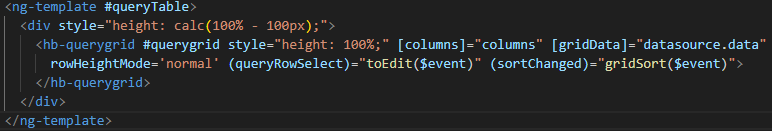 <ng-template #queryTable>
<div style="height: calc(100% - 100px);">
<hb-querygrid #querygrid style="height: 100%;" [columns]="columns" [gridData]="datasource.data"
rowHeightMode='normal' (queryRowSelect)="toEdit($event)" (sortChanged)="gridSort($event)">
</hb-querygrid>
</div>
</ng-template>